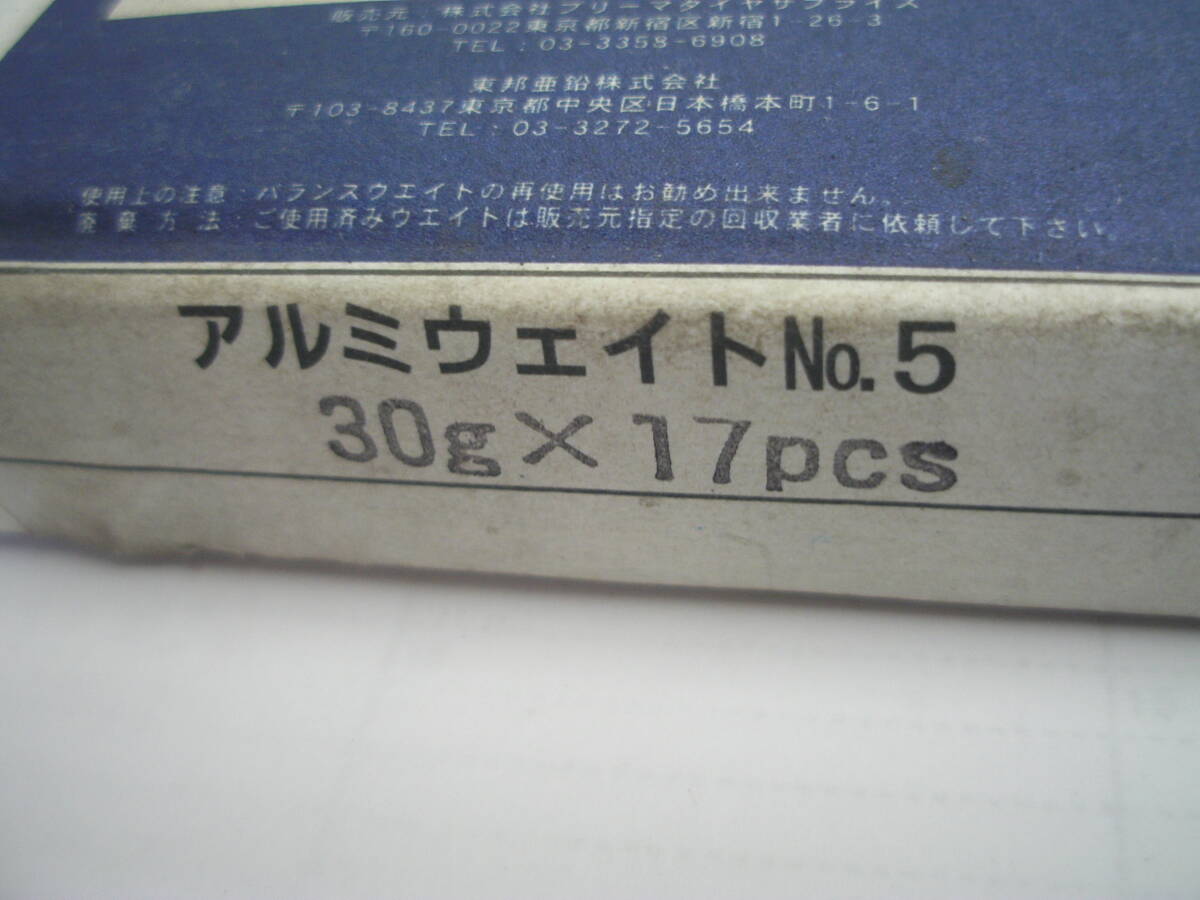 販売元 株式会社プリーマタイヤサプライズ
〒160-0022東京都新宿区新宿1-26-3
TEL：03-3358-6908
東邦亜鉛株式会社
〒103-8437東京都中央区日本橋本町1-6-1
TEL：03-3272-5654
使用上の注意：バランスウエイトの再使用はお勧め出来ません。
廃棄方法：ご使用済みウエイトは販売元指定の回収業者に依頼して下さい。
アルミウェイトNo.5
30g×17pcs